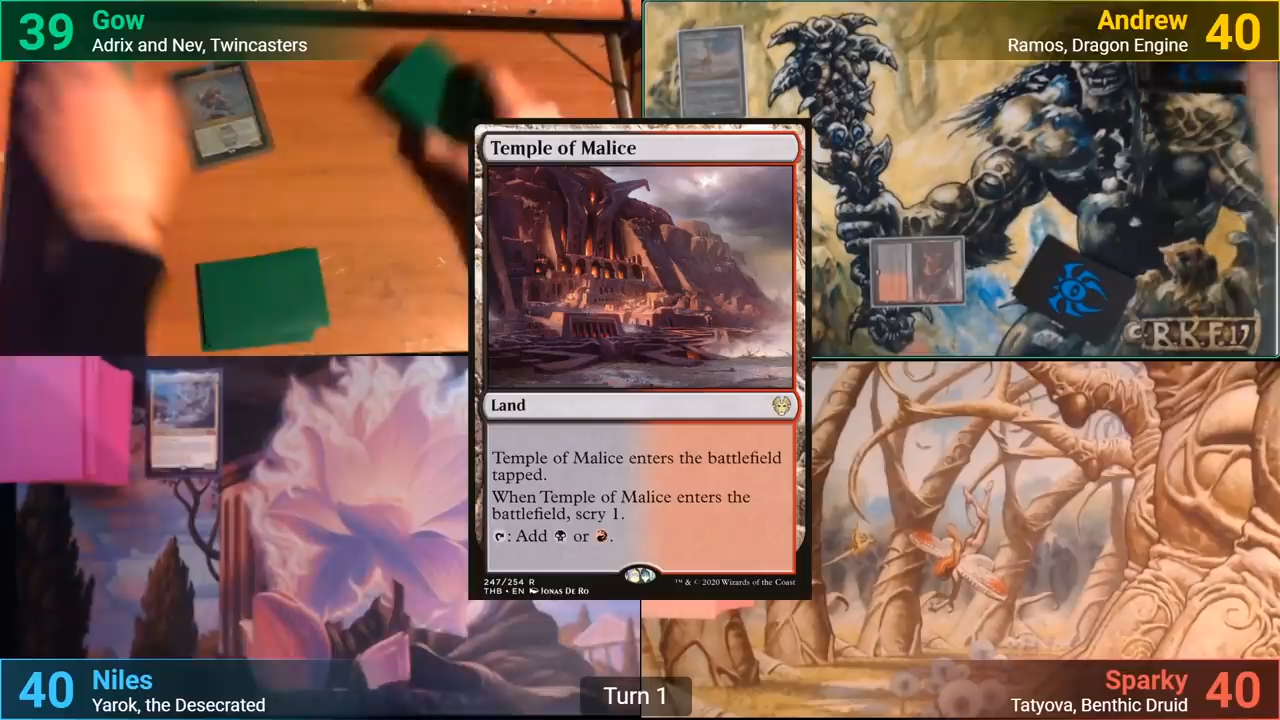 39
Gow
Adrix and Nev, Twincasters
Andrew
Ramos, Dragon Engine
40
Temple of Malice
Land
Temple of Malice enters the battlefield
tapped.
When Temple of Malice enters the
battlefield, scry 1.
: Add or .
247/254 R
THB • EN Jonas De Ro
™ & © 2020 Wizards of the Coast
C.R.K.F.17
40
Niles
Yarok, the Desecrated
Turn 1
Sparky
Tatyova, Benthic Druid
40